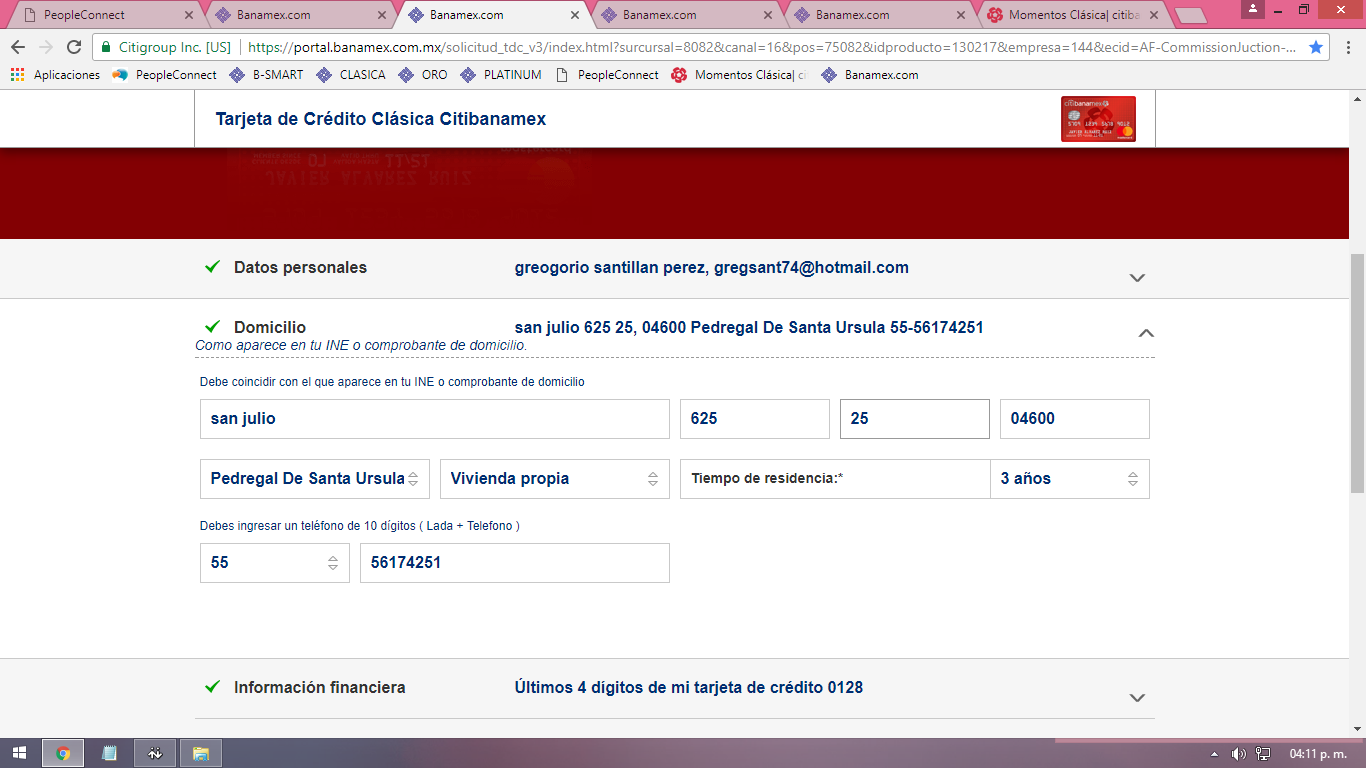 PeopleConnect Banamex.com Banamex.com Banamex.com Banamex.com Momentos Clásica| citiba
Citigroup Inc. [US] https://portal.banamex.com.mx/solicitud_tdc_v3/index.html?surcursal=8082&canal=16&pos=75082&idproducto=130217&empresa=144&ecid=AF-CommissionJuction-...
Aplicaciones PeopleConnect B-SMART CLASICA ORO PLATINUM PeopleConnect Momentos Clásica| ci Banamex.com
Tarjeta de Crédito Clásica Citibanamex
citibanamex
JAVIER ALVAREZ RUIZ
Datos personales greogorio santillan perez, gregsant74@hotmail.com
Domicilio san julio 625 25, 04600 Pedregal De Santa Ursula 55-56174251
Como aparece en tu INE o comprobante de domicilio.
Debe coincidir con el que aparece en tu INE o comprobante de domicilio
san julio 625 25 04600
Pedregal De Santa Ursula Vivienda propia Tiempo de residencia:* 3 años
Debes ingresar un teléfono de 10 dígitos ( Lada + Telefono )
55 56174251
Información financiera Últimos 4 dígitos de mi tarjeta de crédito 0128
04:11 p. m.